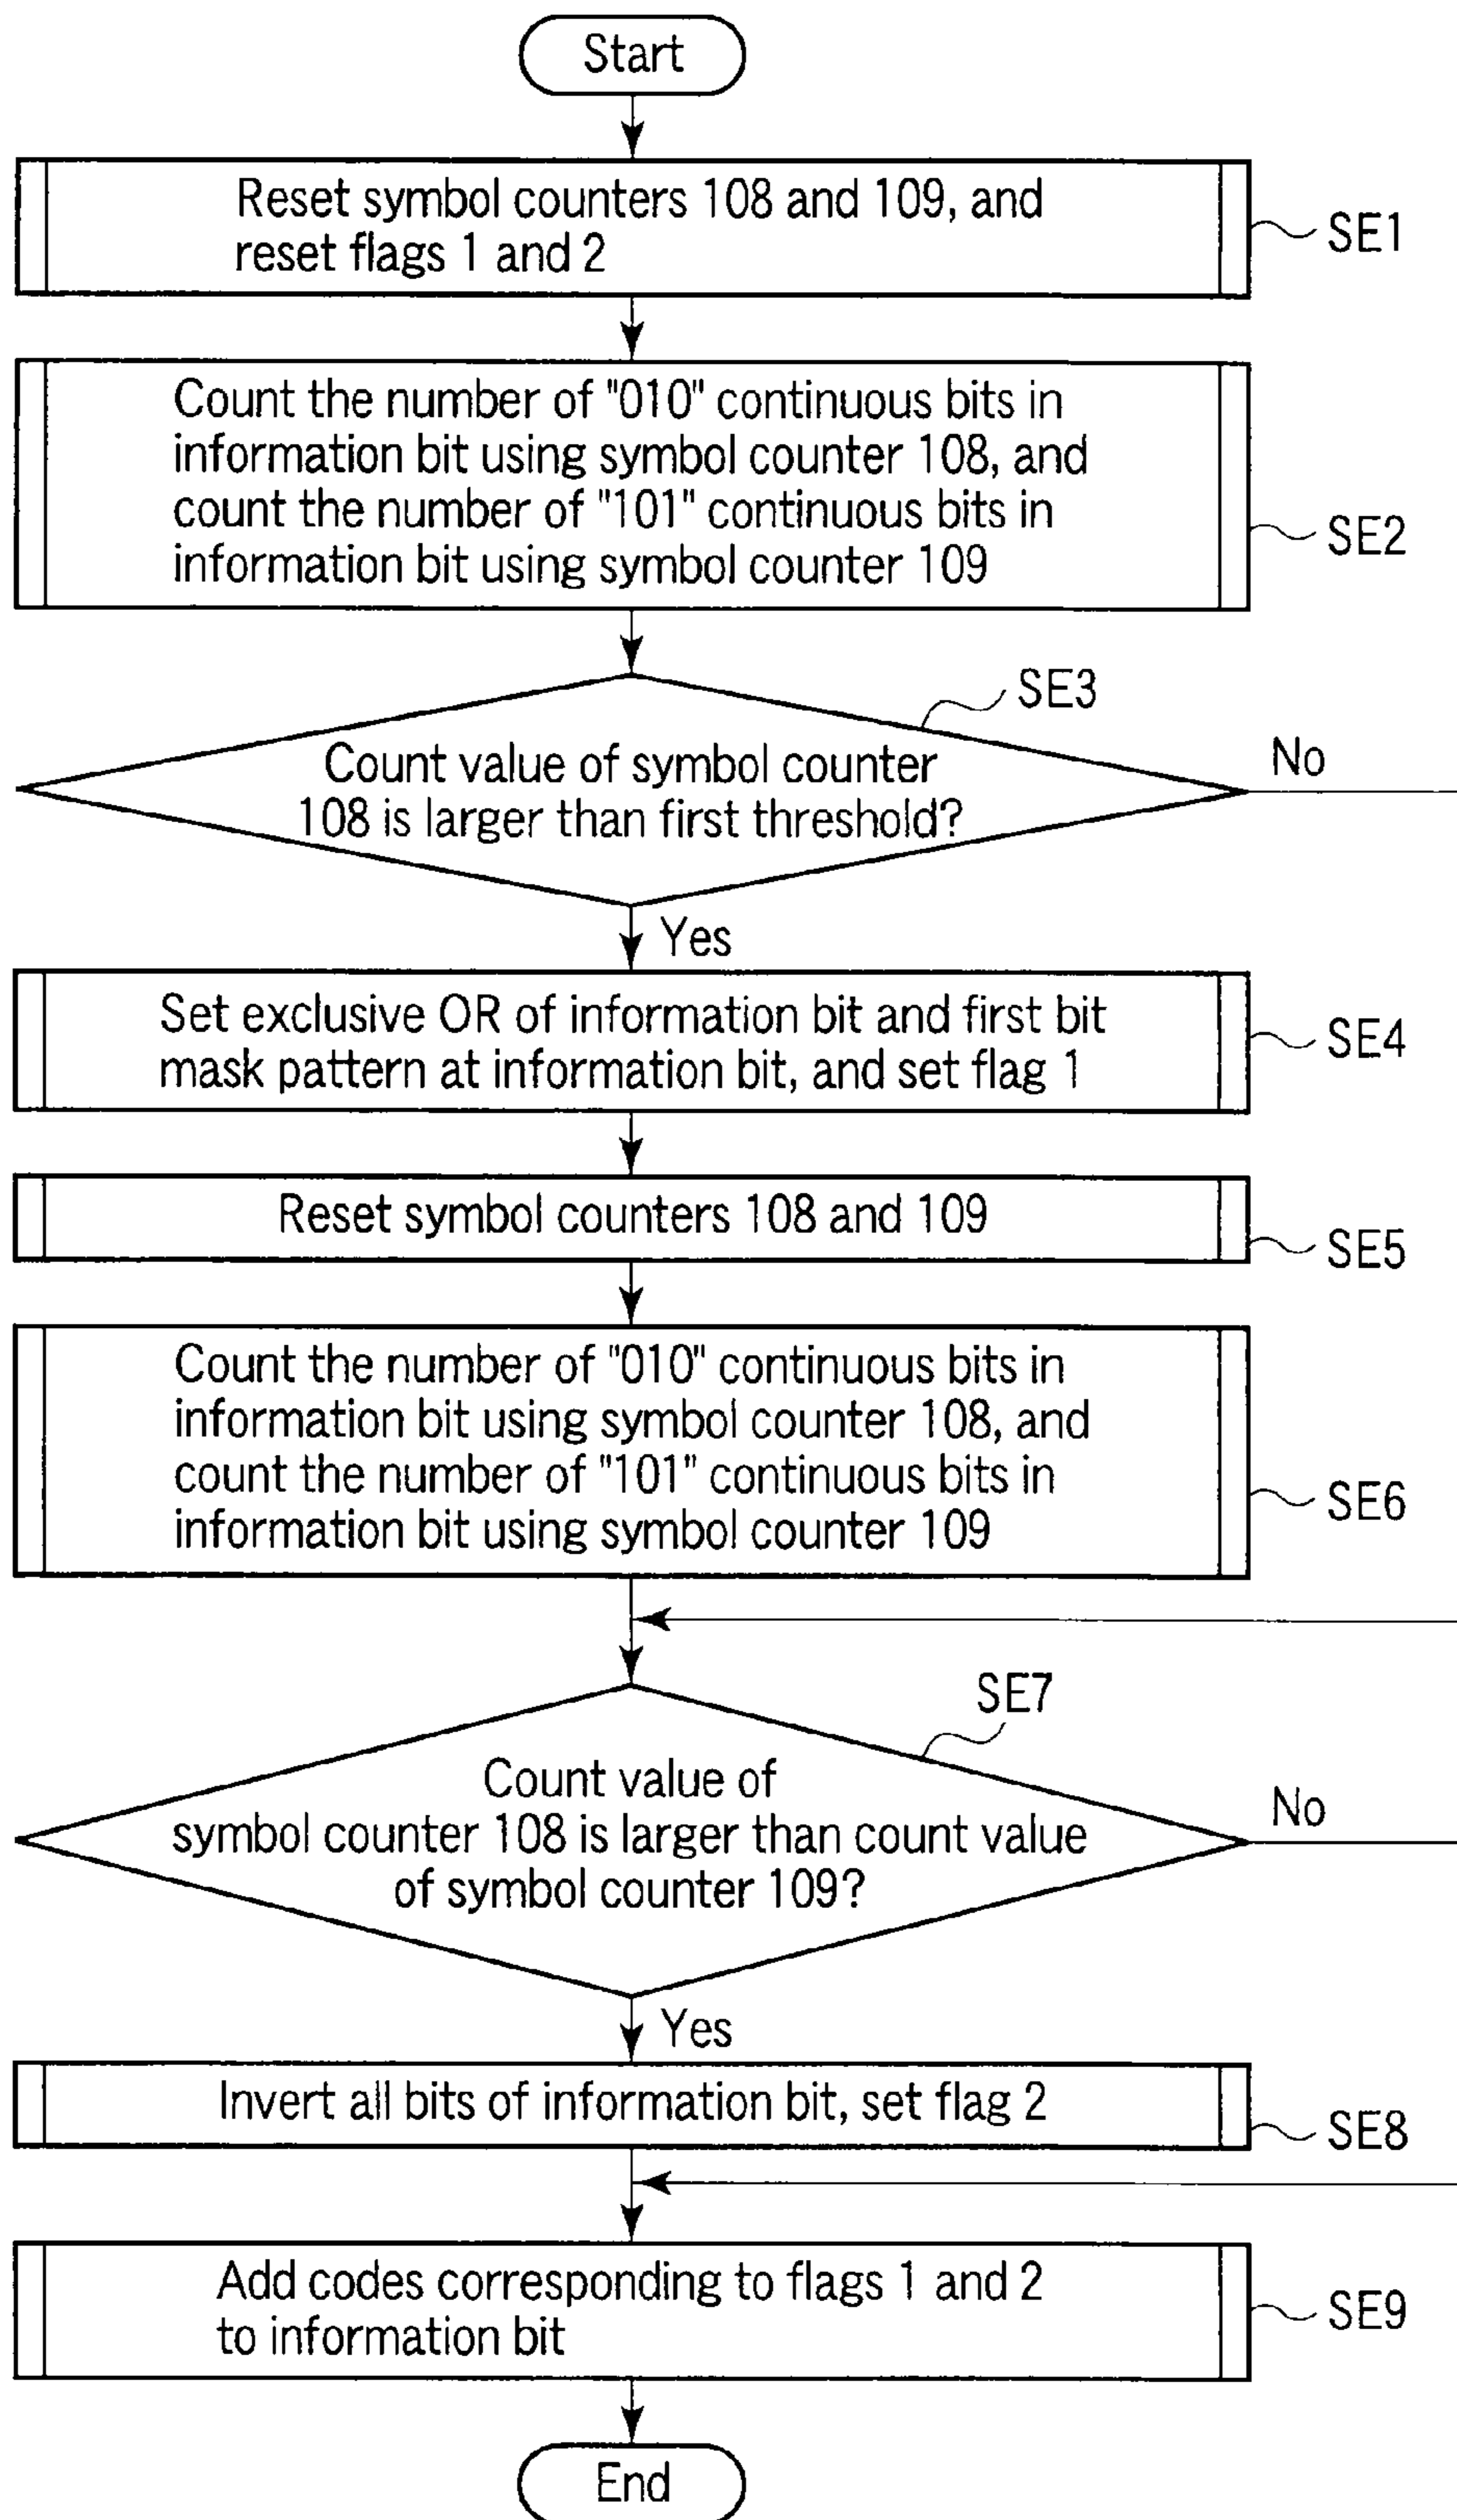 Start
Reset symbol counters 108 and 109, and
reset flags 1 and 2
SE1
Count the number of "010" continuous bits in
information bit using symbol counter 108, and
count the number of "101" continuous bits in
information bit using symbol counter 109
SE2
SE3
Count value of symbol counter
108 is larger than first threshold?
No
Yes
Set exclusive OR of information bit and first bit
mask pattern at information bit, and set flag 1
SE4
Reset symbol counters 108 and 109
SE5
Count the number of "010" continuous bits in
information bit using symbol counter 108, and
count the number of "101" continuous bits in
information bit using symbol counter 109
SE6
SE7
Count value of
symbol counter 108 is larger than count value
of symbol counter 109?
No
Yes
Invert all bits of information bit, set flag 2
SE8
Add codes corresponding to flags 1 and 2
to information bit
SE9
End